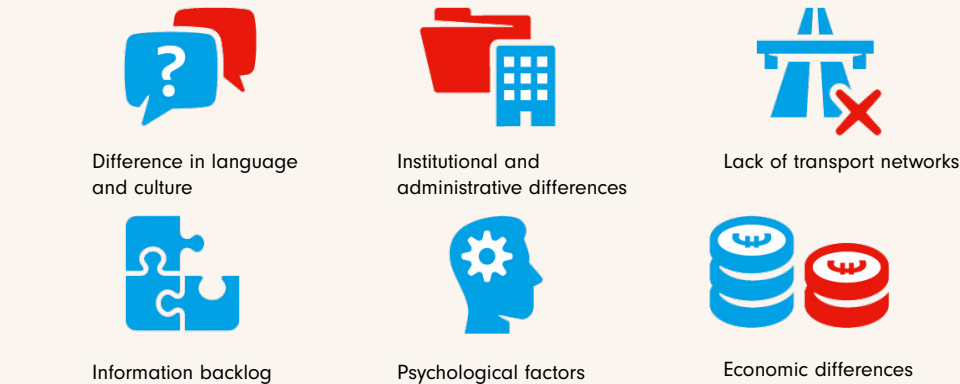 ?
Difference in language
and culture
Institutional and
administrative differences
Lack of transport networks
Information backlog
Psychological factors
€
€
Economic differences